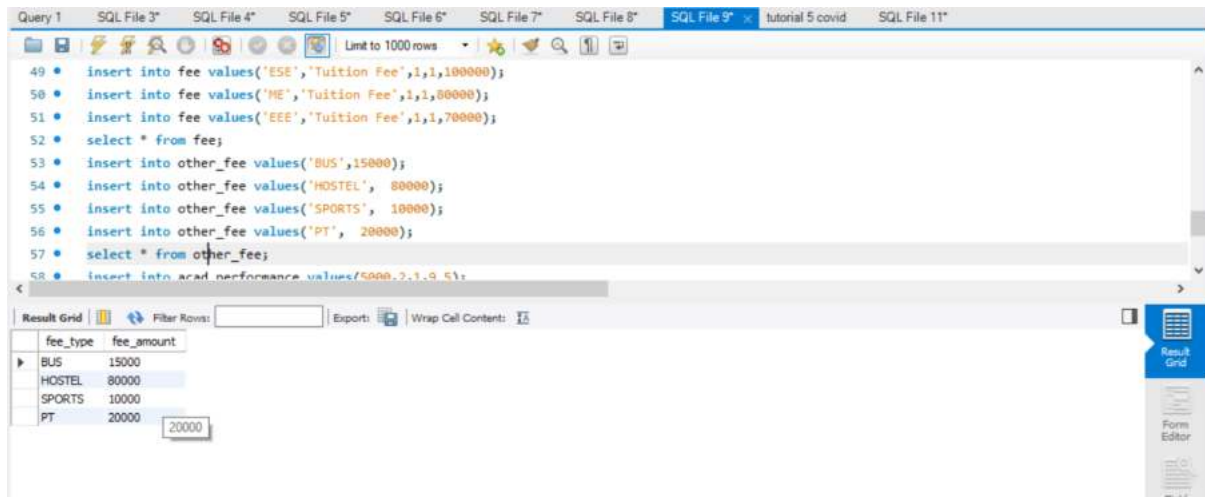 Query 1 SQL File 3* SQL File 4* SQL File 5* SQL File 6* SQL File 7* SQL File 8* SQL File 9* × tutorial 5 covid SQL File 11*
Limit to 1000 rows
49 insert into fee values('ESE','Tuition Fee',1,1,100000);
50 insert into fee values('ME','Tuition Fee',1,1,80000);
51 insert into fee values('EEE','Tuition Fee',1,1,70000);
52 select * from fee;
53 insert into other_fee values('BUS',15000);
54 insert into other_fee values('HOSTEL', 80000);
55 insert into other_fee values('SPORTS', 10000);
56 insert into other_fee values('PT', 20000);
57 select * from other_fee;
58 insert into acad_performance values(5000,2,1,9.5);
Result Grid Filter Rows: Export: Wrap Cell Content:
fee_type fee_amount
BUS 15000
HOSTEL 80000
SPORTS 10000
PT 20000
20000
Result
Grid
Form
Editor